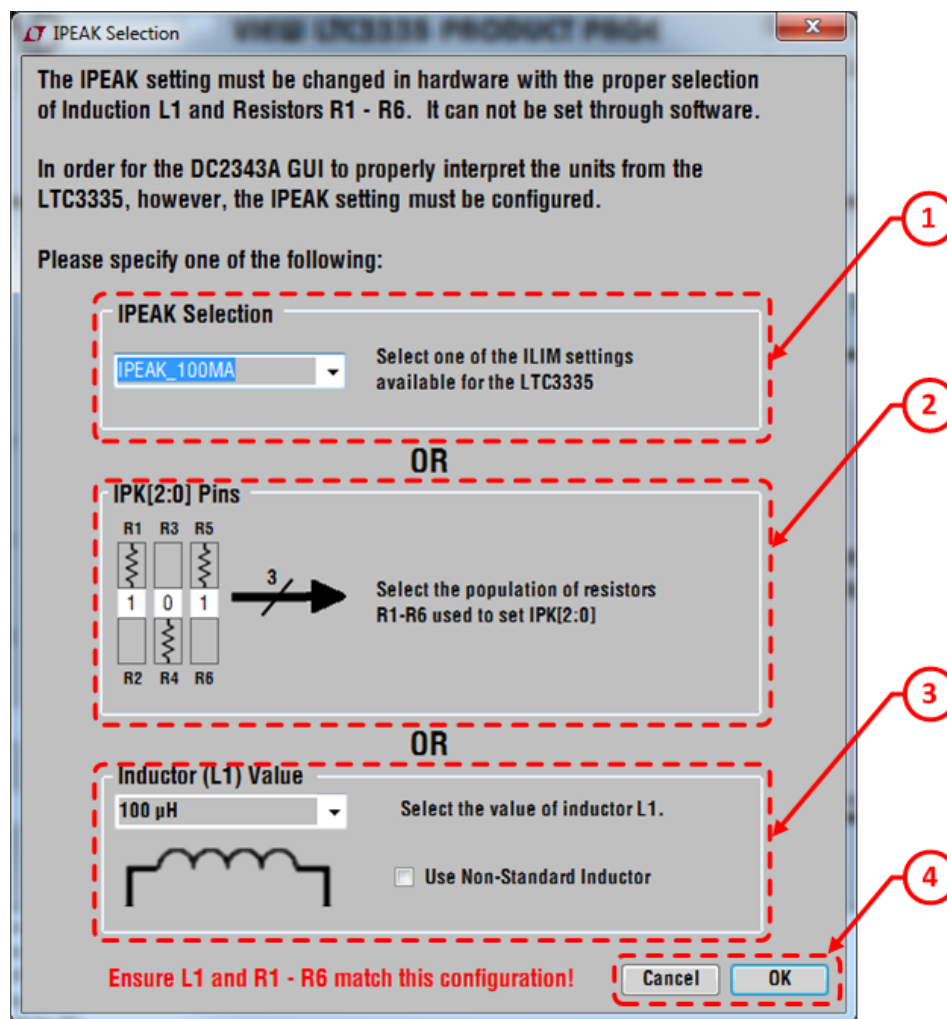 IPEAK Selection
VIEW LTC3335 PRODUCT PAGE
The IPEAK setting must be changed in hardware with the proper selection
of Induction L1 and Resistors R1 - R6. It can not be set through software.
In order for the DC2343A GUI to properly interpret the units from the
LTC3335, however, the IPEAK setting must be configured.
Please specify one of the following:
1
IPEAK Selection
IPEAK_100MA
Select one of the ILIM settings
available for the LTC3335
OR
2
IPK[2:0] Pins
R1 R3 R5
1 0 1
3
R2 R4 R6
Select the population of resistors
R1-R6 used to set IPK[2:0]
OR
3
Inductor (L1) Value
100 µH
Select the value of inductor L1.
Use Non-Standard Inductor
4
Ensure L1 and R1 - R6 match this configuration!
Cancel
OK